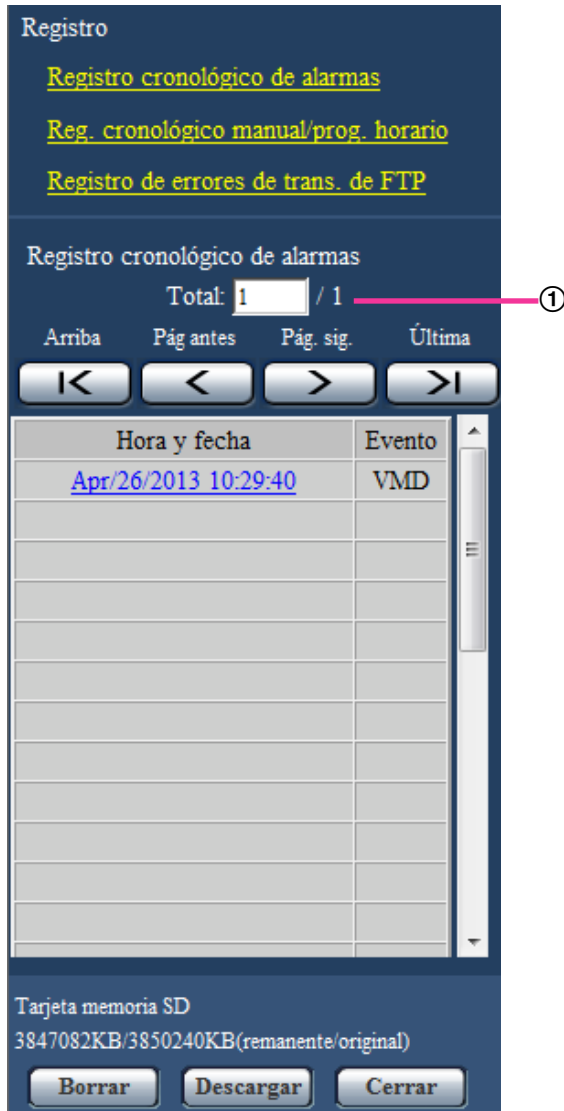 Registro
Registro cronológico de alarmas
Reg. cronológico manual/prog. horario
Registro de errores de trans. de FTP
Registro cronológico de alarmas
Total: 1 / 1 ①
Arriba Pág antes Pág. sig. Última
Hora y fecha Evento
Apr/26/2013 10:29:40 VMD
Tarjeta memoria SD
3847082KB/3850240KB(remanente/original)
Borrar Descargar Cerrar